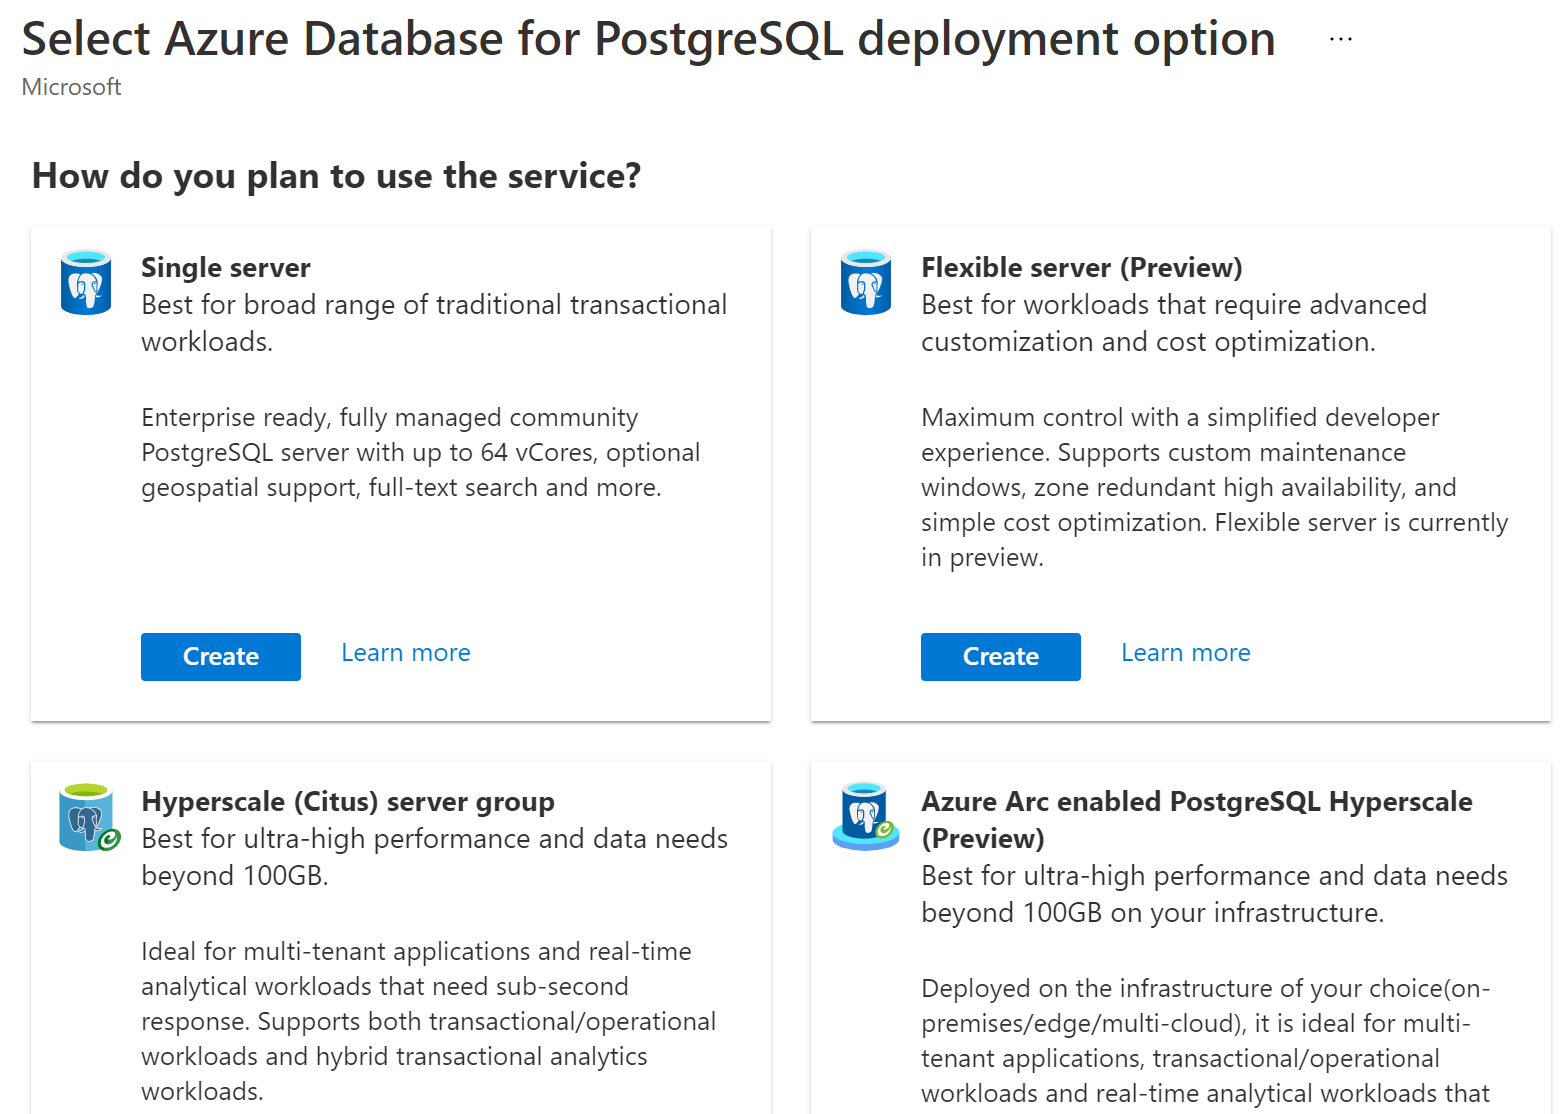 Select Azure Database for PostgreSQL deployment option ...
Microsoft
How do you plan to use the service?
Single server
Best for broad range of traditional transactional
workloads.
Enterprise ready, fully managed community
PostgreSQL server with up to 64 vCores, optional
geospatial support, full-text search and more.
Create Learn more
Flexible server (Preview)
Best for workloads that require advanced
customization and cost optimization.
Maximum control with a simplified developer
experience. Supports custom maintenance
windows, zone redundant high availability, and
simple cost optimization. Flexible server is currently
in preview.
Create Learn more
Hyperscale (Citus) server group
Best for ultra-high performance and data needs
beyond 100GB.
Ideal for multi-tenant applications and real-time
analytical workloads that need sub-second
response. Supports both transactional/operational
workloads and hybrid transactional analytics
workloads.
Azure Arc enabled PostgreSQL Hyperscale
(Preview)
Best for ultra-high performance and data needs
beyond 100GB on your infrastructure.
Deployed on the infrastructure of your choice(on-
premises/edge/multi-cloud), it is ideal for multi-
tenant applications, transactional/operational
workloads and real-time analytical workloads that